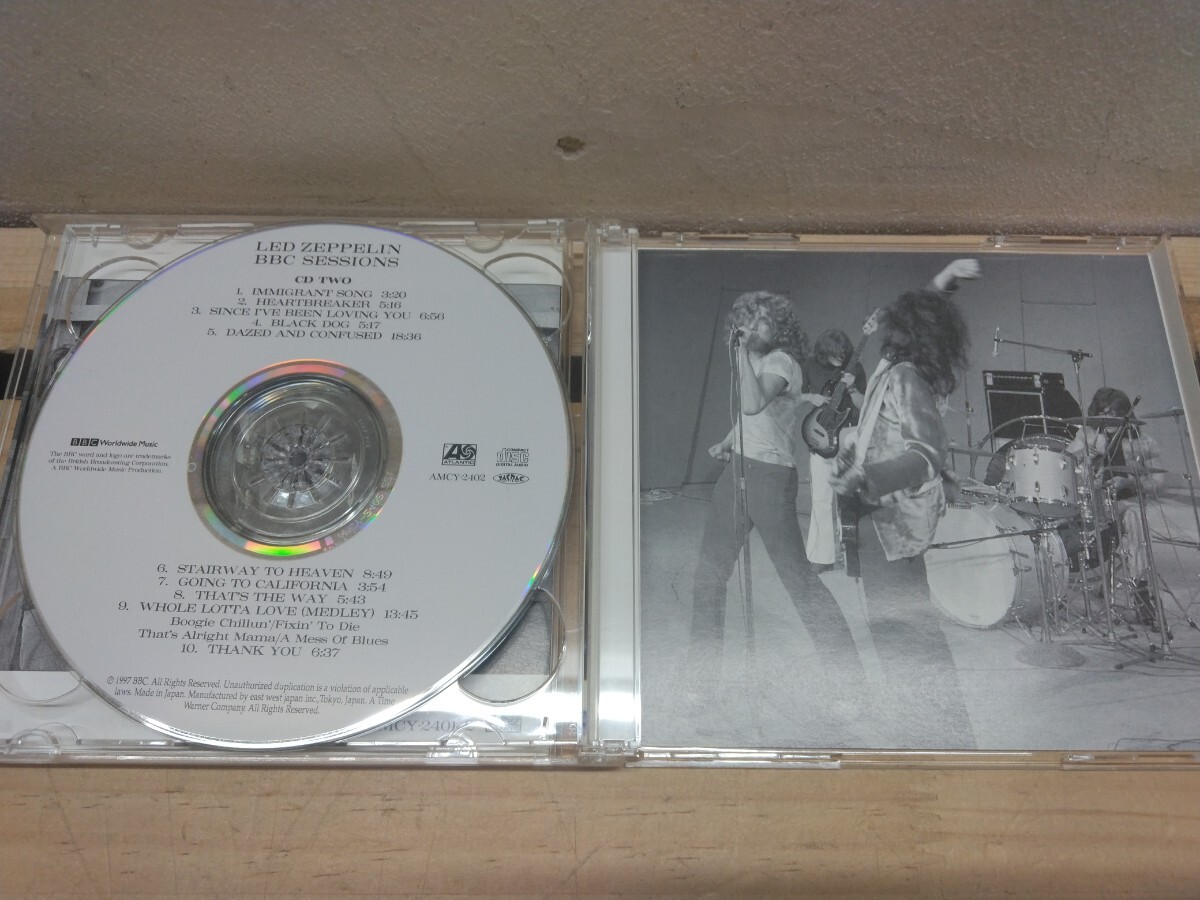 LED ZEPPELIN
BBC SESSIONS
CD TWO
1. IMMIGRANT SONG 3:20
2. HEARTBREAKER 5:16
3. SINCE I'VE BEEN LOVING YOU 6:56
4. BLACK DOG 5:17
5. DAZED AND CONFUSED 18:36
BBC Worldwide Music
The BBC word and logo are trademarks
of the British Broadcasting Corporation.
A BBC Worldwide Music Production.
ATLANTIC
COMPACT
DISC
DIGITAL AUDIO
AMCY-2402
6. STAIRWAY TO HEAVEN 8:49
7. GOING TO CALIFORNIA 3:54
8. THAT'S THE WAY 5:43
9. WHOLE LOTTA LOVE (MEDLEY) 13:45
Boogie Chillun'/Fixin' To Die
That's Alright Mama/A Mess Of Blues
10. THANK YOU 6:37
© 1997 BBC. All Rights Reserved. Unauthorized duplication is a violation of applicable
laws. Made in Japan. Manufactured by east west japan inc., Tokyo, Japan. A Time
Warner Company. All Rights Reserved.